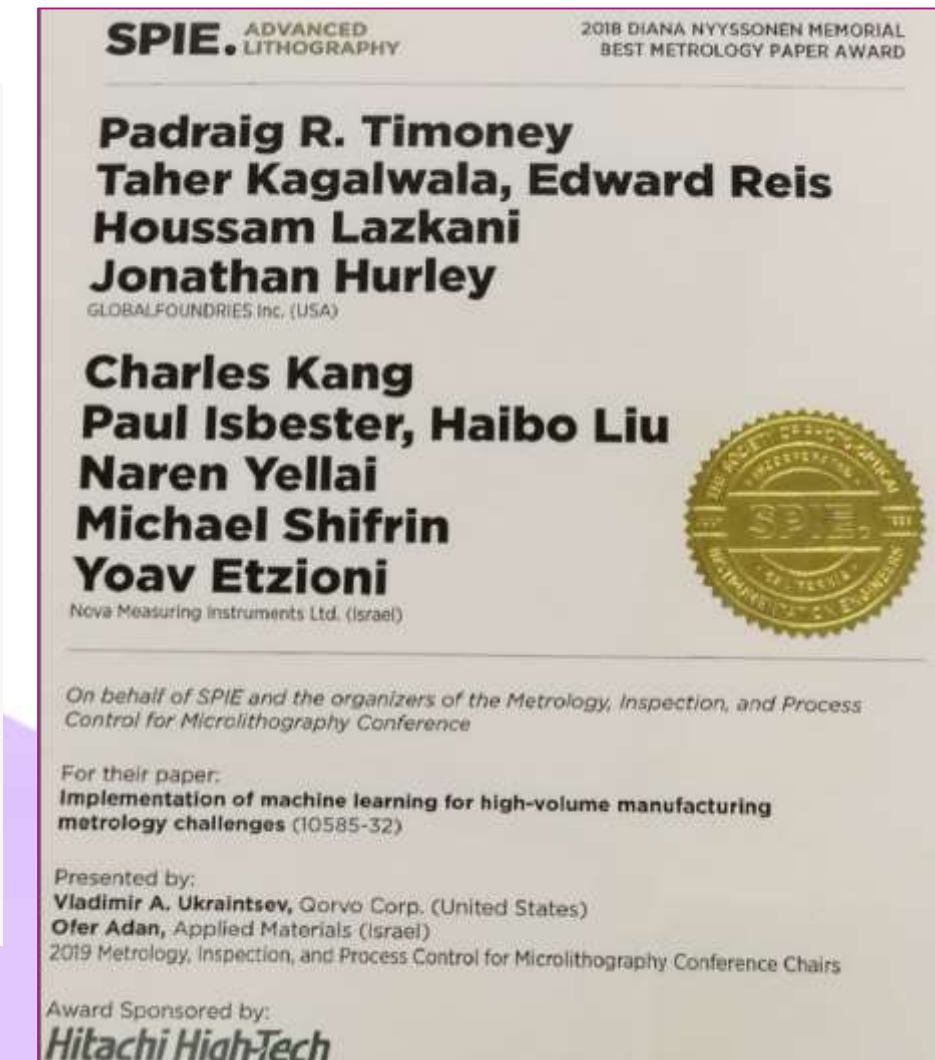 SPIE. ADVANCED
LITHOGRAPHY
2018 DIANA NYYSSONEN MEMORIAL
BEST METROLOGY PAPER AWARD
Padraig R. Timoney
Taher Kagalwala, Edward Reis
Houssam Lazkani
Jonathan Hurley
GLOBALFOUNDRIES Inc. (USA)
Charles Kang
Paul Isbester, Haibo Liu
Naren Yellai
Michael Shifrin
Yoav Etzioni
Nova Measuring Instruments Ltd. (Israel)
SPIE.
CALIFORNIA
INSTRUMENTATION ENGINEERS
On behalf of SPIE and the organizers of the Metrology, Inspection, and Process
Control for Microlithography Conference
For their paper:
Implementation of machine learning for high-volume manufacturing
metrology challenges (10585-32)
Presented by:
Vladimir A. Ukraintsev, Qorvo Corp. (United States)
Ofer Adan, Applied Materials (Israel)
2019 Metrology, Inspection, and Process Control for Microlithography Conference Chairs
Award Sponsored by:
Hitachi High-Tech